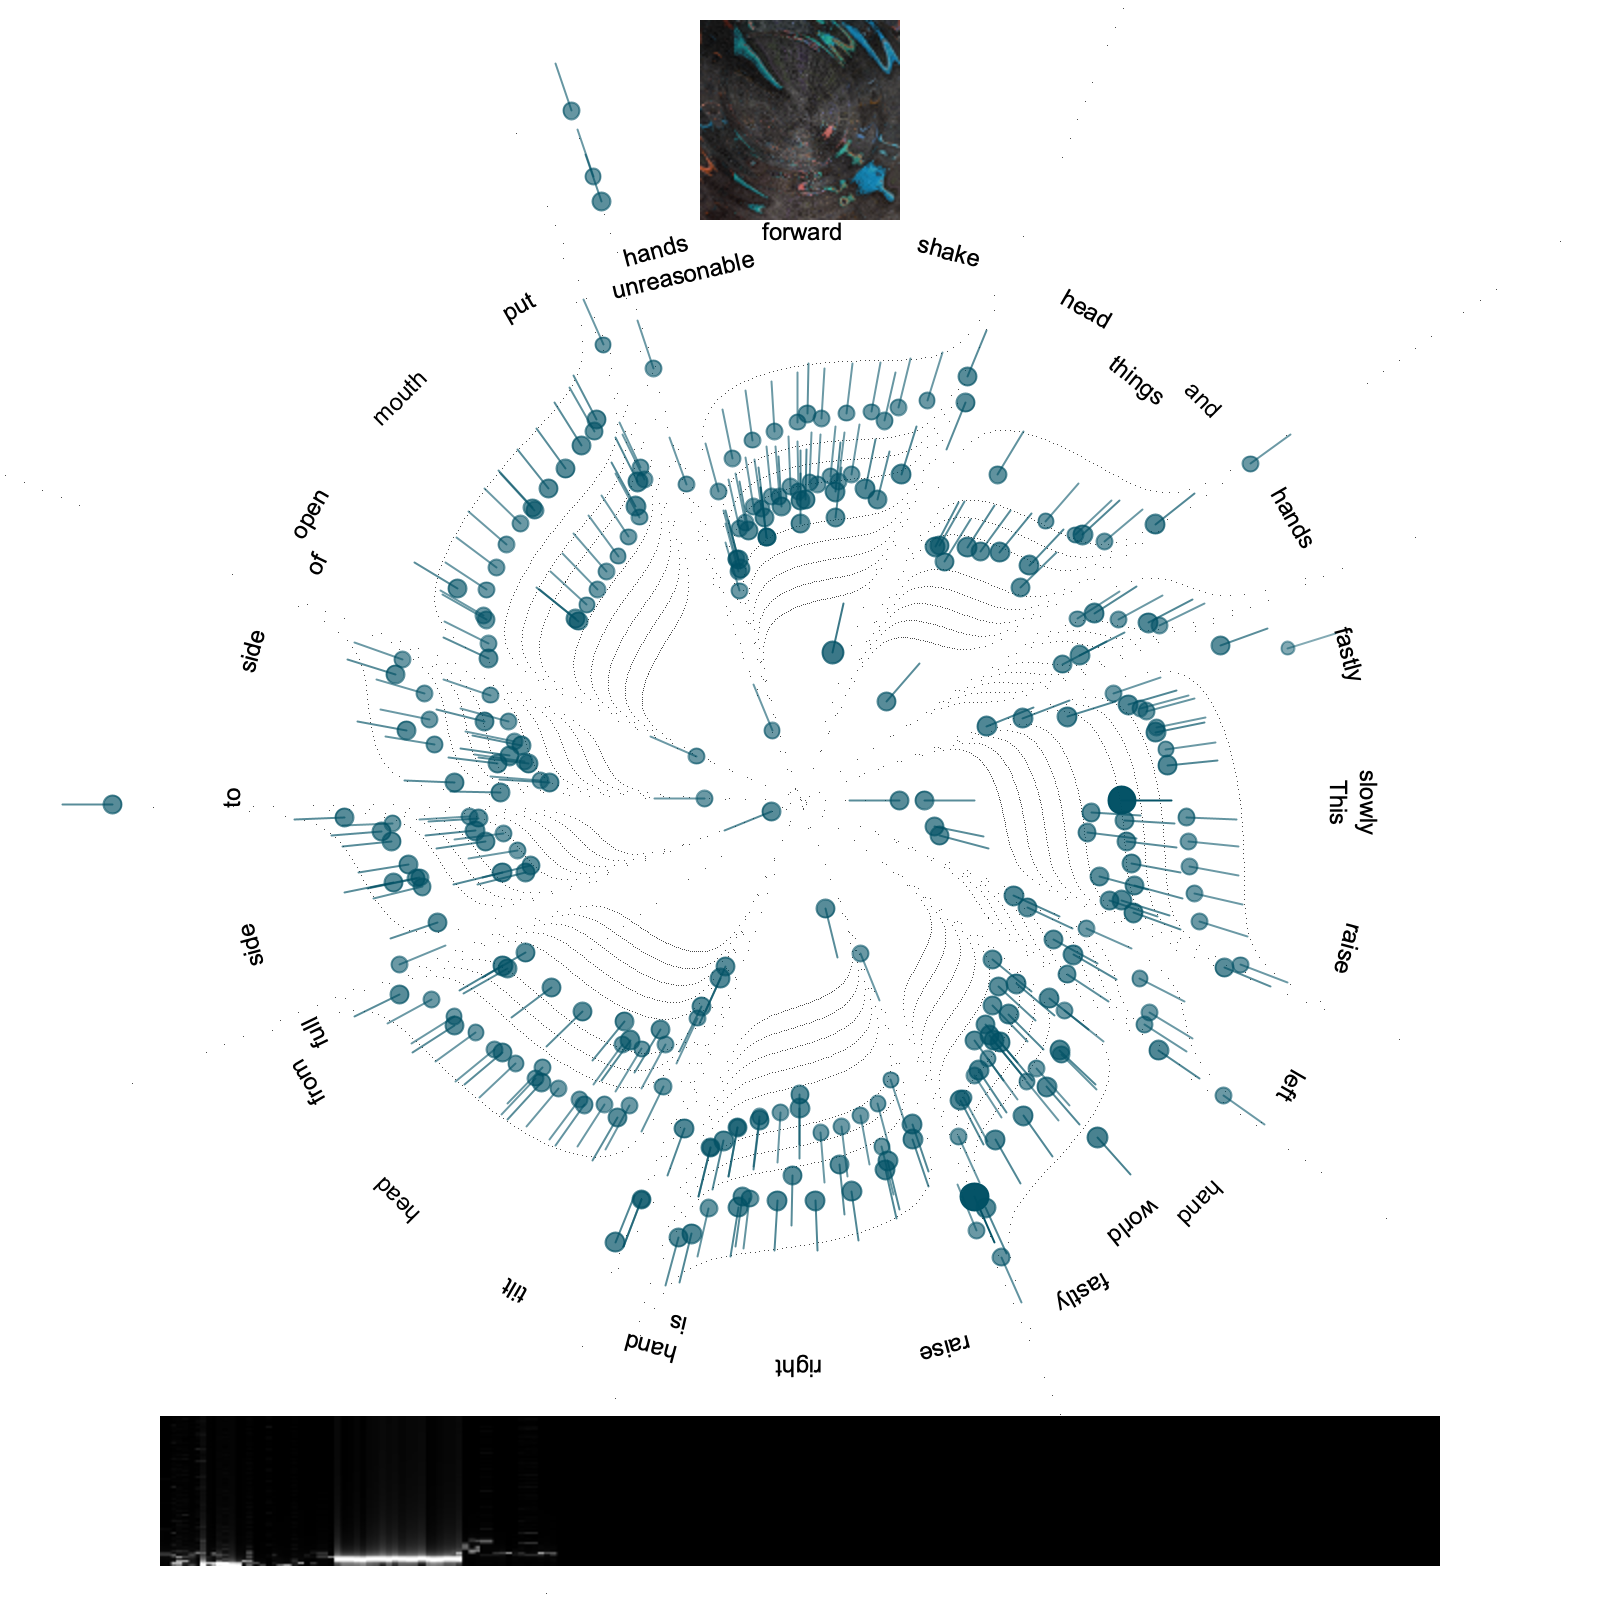 forward
shake
head
things
and
hands
fastly
slowly
This
raise
left
hand
world
fastly
raise
right
is
hand
tilt
head
from
full
side
to
side
of
open
mouth
put
hands
unreasonable